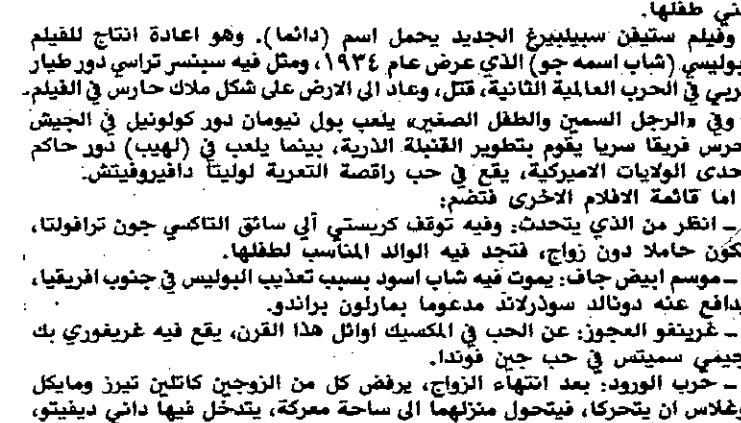 ني طفلها.
وفيلم ستيفن سبيلبيرغ الجديد يحمل اسم (دائما). وهو اعادة انتاج للفيلم
بوليسي (شاب اسمه جو) الذي عرض عام ١٩٣٤، ومثل فيه سبنسر تراسي دور طيار
ربي في الحرب العالمية الثانية، قتل، وعاد الى الارض على شكل ملاك حارس في الفيلم.
وفي «الرجل السمين والطفل الصغير» يلعب بول نيومان دور كولونيل في الجيش
حرس فريقا سريا يقوم بتطوير القنبلة الذرية، بينما يلعب في (لهيب) دور حاكم
حدى الولايات الاميركية، يقع في حب راقصة التعرية لوليتا دافيروفيتش.
اما قائمة الافلام الاخرى فتضم:
ـ انظر من الذي يتحدث: وفيه توقف كريستي آلي سائق التاكسي جون ترافولتا،
كون حاملا دون زواج، فتجد فيه الوالد المناسب لطفلها.
ـ موسم ابيض جاف: يموت فيه شاب اسود بسبب تعذيب البوليس في جنوب افريقيا،
يدافع عنه دونالد سوذرلاند مدعوما بمارلون براندو.
ـ غرينفو العجوز: عن الحب في المكسيك اوائل هذا القرن، يقع فيه غريغوري بك
جيمي سميتس في حب جين فوندا.
ـ حرب الورود: بعد انتهاء الزواج، يرفض كل من الزوجين كاتلين تيرز ومايكل
وغلاس ان يتحركا، فيتحول منزلهما الى ساحة معركة، يتدخل فيها داني ديفيتو،